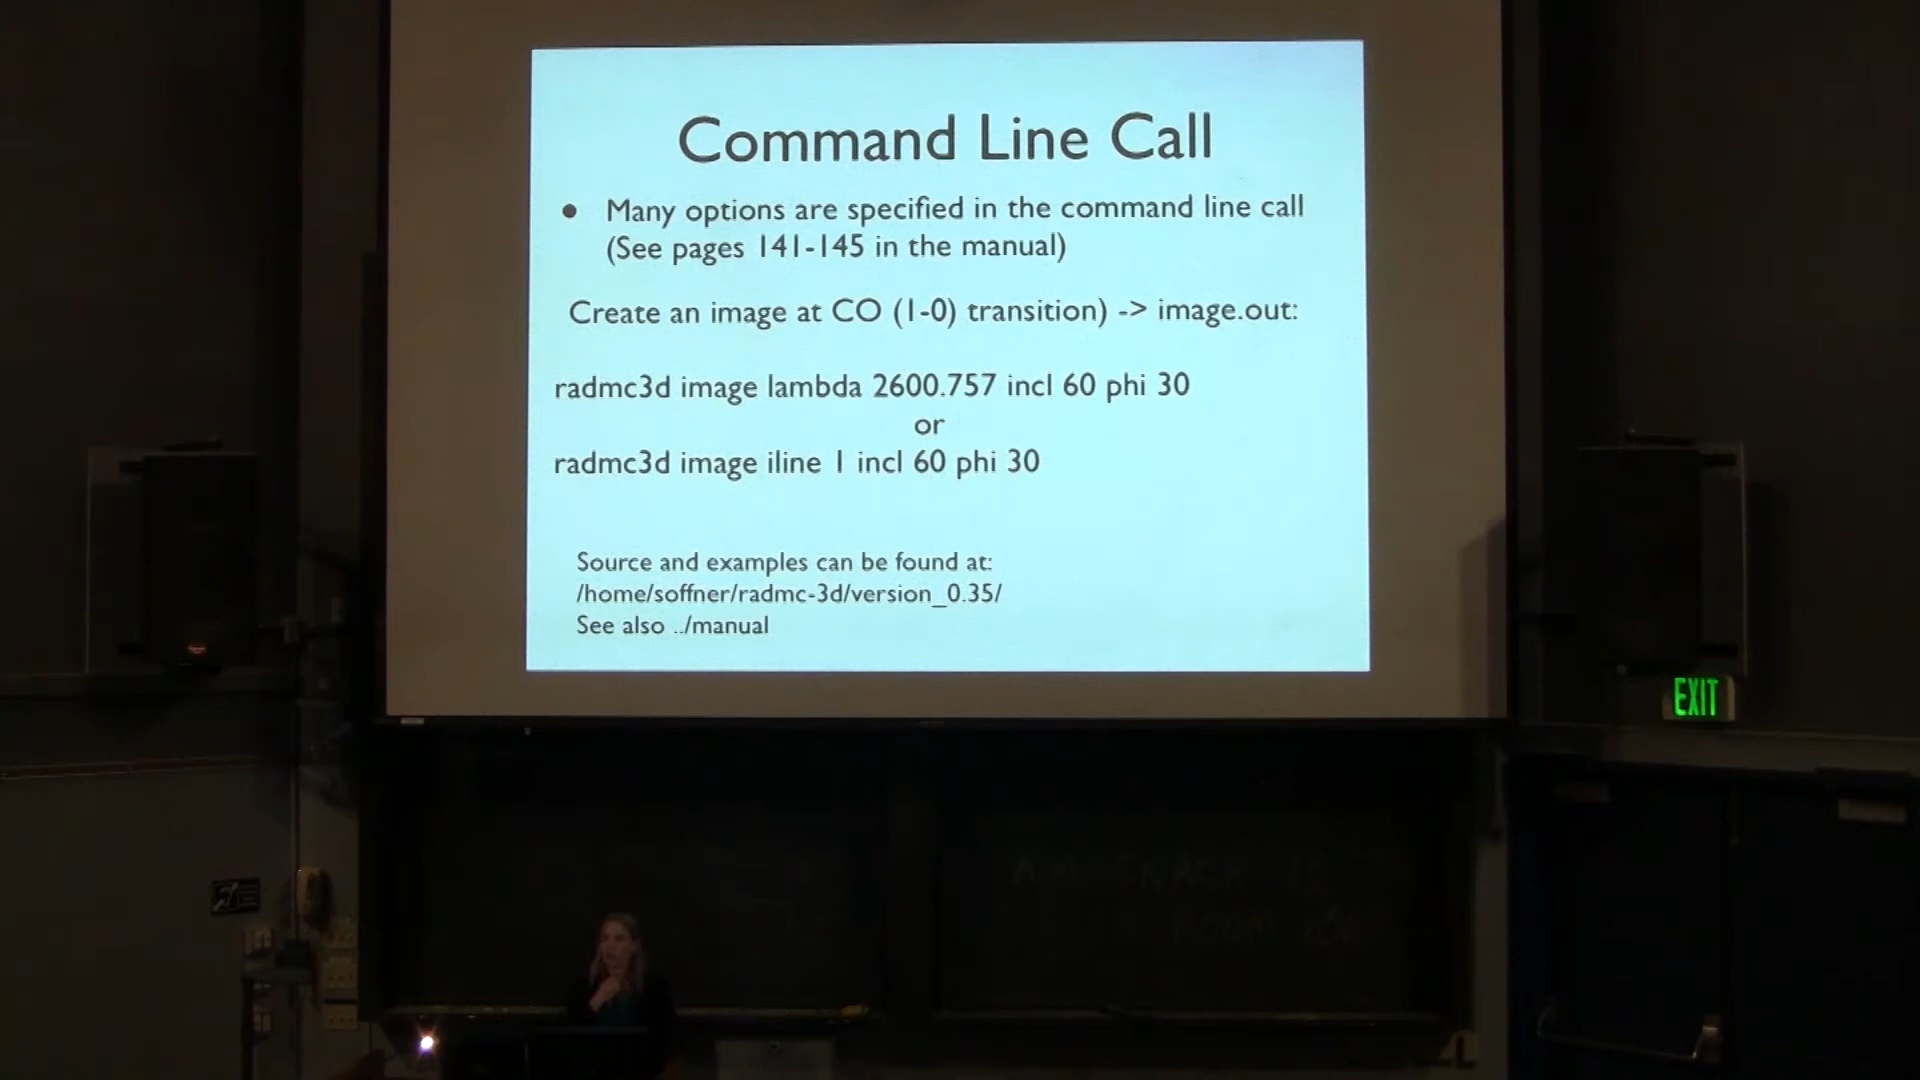 Command Line Call
• Many options are specified in the command line call
(See pages 141-145 in the manual)
Create an image at CO (1-0) transition) -> image.out:
radmc3d image lambda 2600.757 incl 60 phi 30
or
radmc3d image iline 1 incl 60 phi 30
Source and examples can be found at:
/home/soffner/radmc-3d/version_0.35/
See also ../manual
EXIT